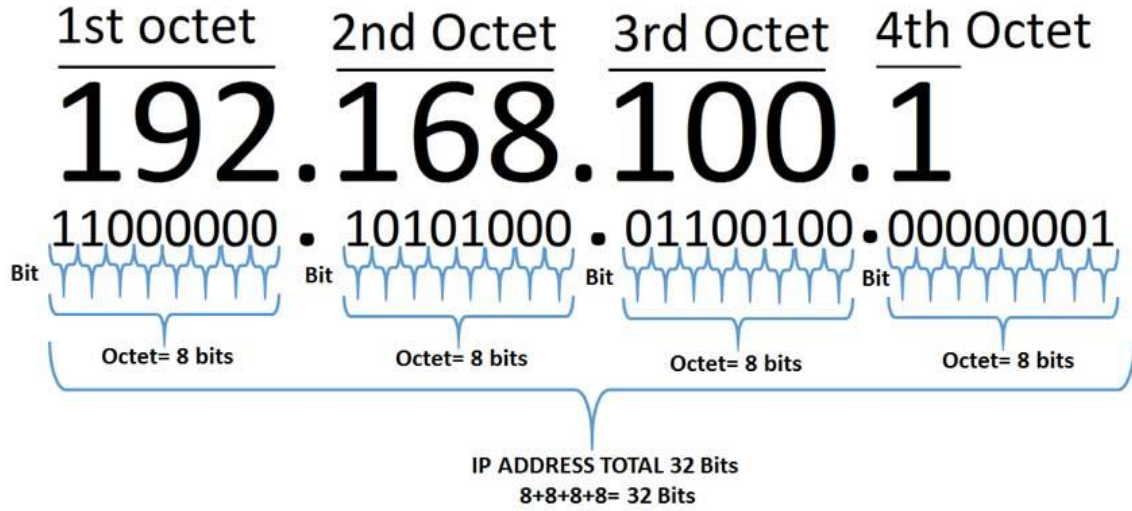 1st octet 2nd Octet 3rd Octet 4th Octet
192.168.100.1
11000000 . 10101000 . 01100100 . 00000001
Bit Bit Bit Bit
Octet= 8 bits Octet= 8 bits Octet= 8 bits Octet= 8 bits
IP ADDRESS TOTAL 32 Bits
8+8+8+8= 32 Bits